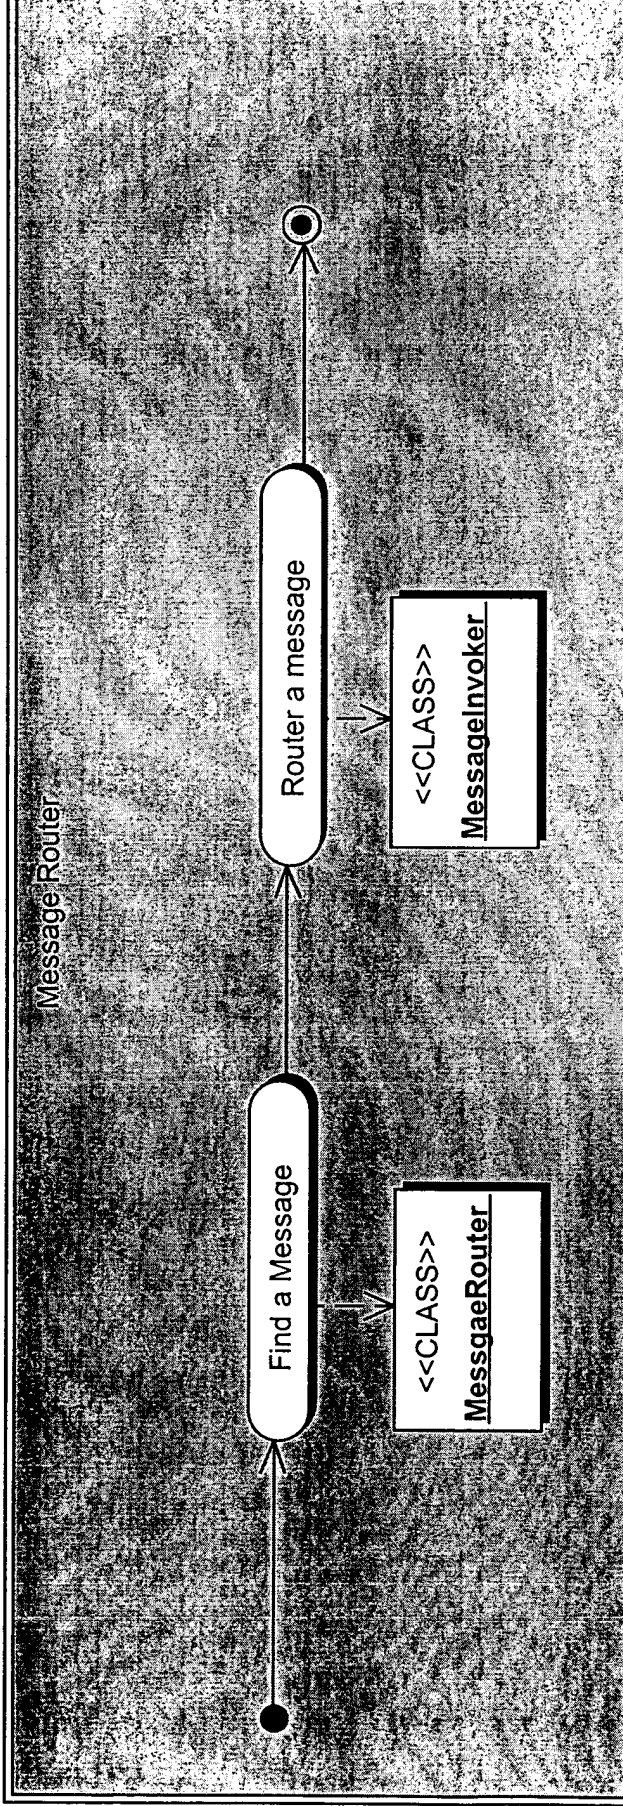 Message Router
Find a Message
Router a message
<<CLASS>>
MessgaeRouter
<<CLASS>>
MessageInvoker